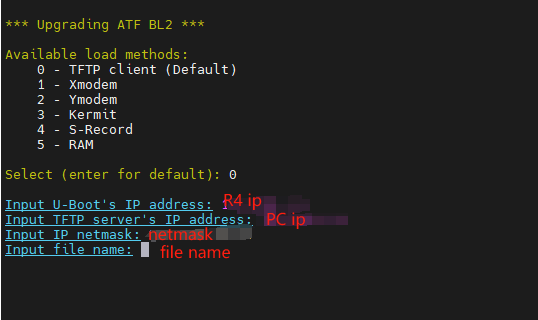 *** Upgrading ATF BL2 ***
Available load methods:
0 - TFTP client (Default)
1 - Xmodem
2 - Ymodem
3 - Kermit
4 - S-Record
5 - RAM
Select (enter for default): 0
Input U-Boot's IP address: R4 ip
Input TFTP server's IP address: PC ip
Input IP netmask: netmask
Input file name: file name